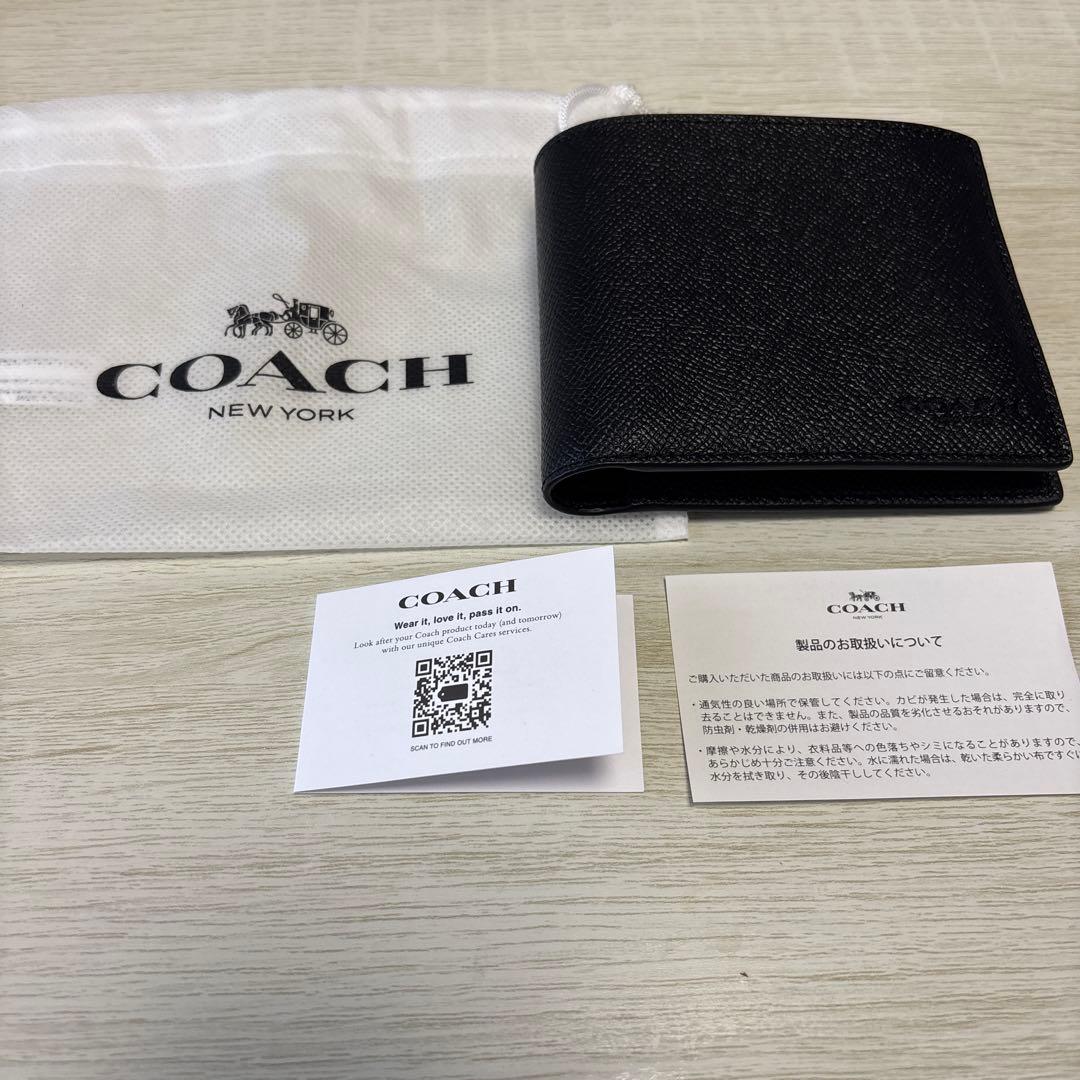 COACH
NEW YORK
COACH
COACH
Wear it, love it, pass it on.
Look after your Coach product today (and tomorrow)
with our unique Coach Cares services.
SCAN TO FIND OUT MORE
COACH
NEW YORK
製品のお取扱いについて
ご購入いただいた商品のお取扱いには以下の点にご留意ください。
・通気性の良い場所で保管してください。カビが発生した場合は、完全に取り
去ることはできません。また、製品の品質を劣化させるおそれがありますので、
防虫剤・乾燥剤の併用はお避けください。
・摩擦や水分により、衣料品等への色落ちやシミになることがありますので、
あらかじめ十分ご注意ください。水に濡れた場合は、乾いた柔らかい布ですぐに
水分を拭き取り、その後陰干ししてください。